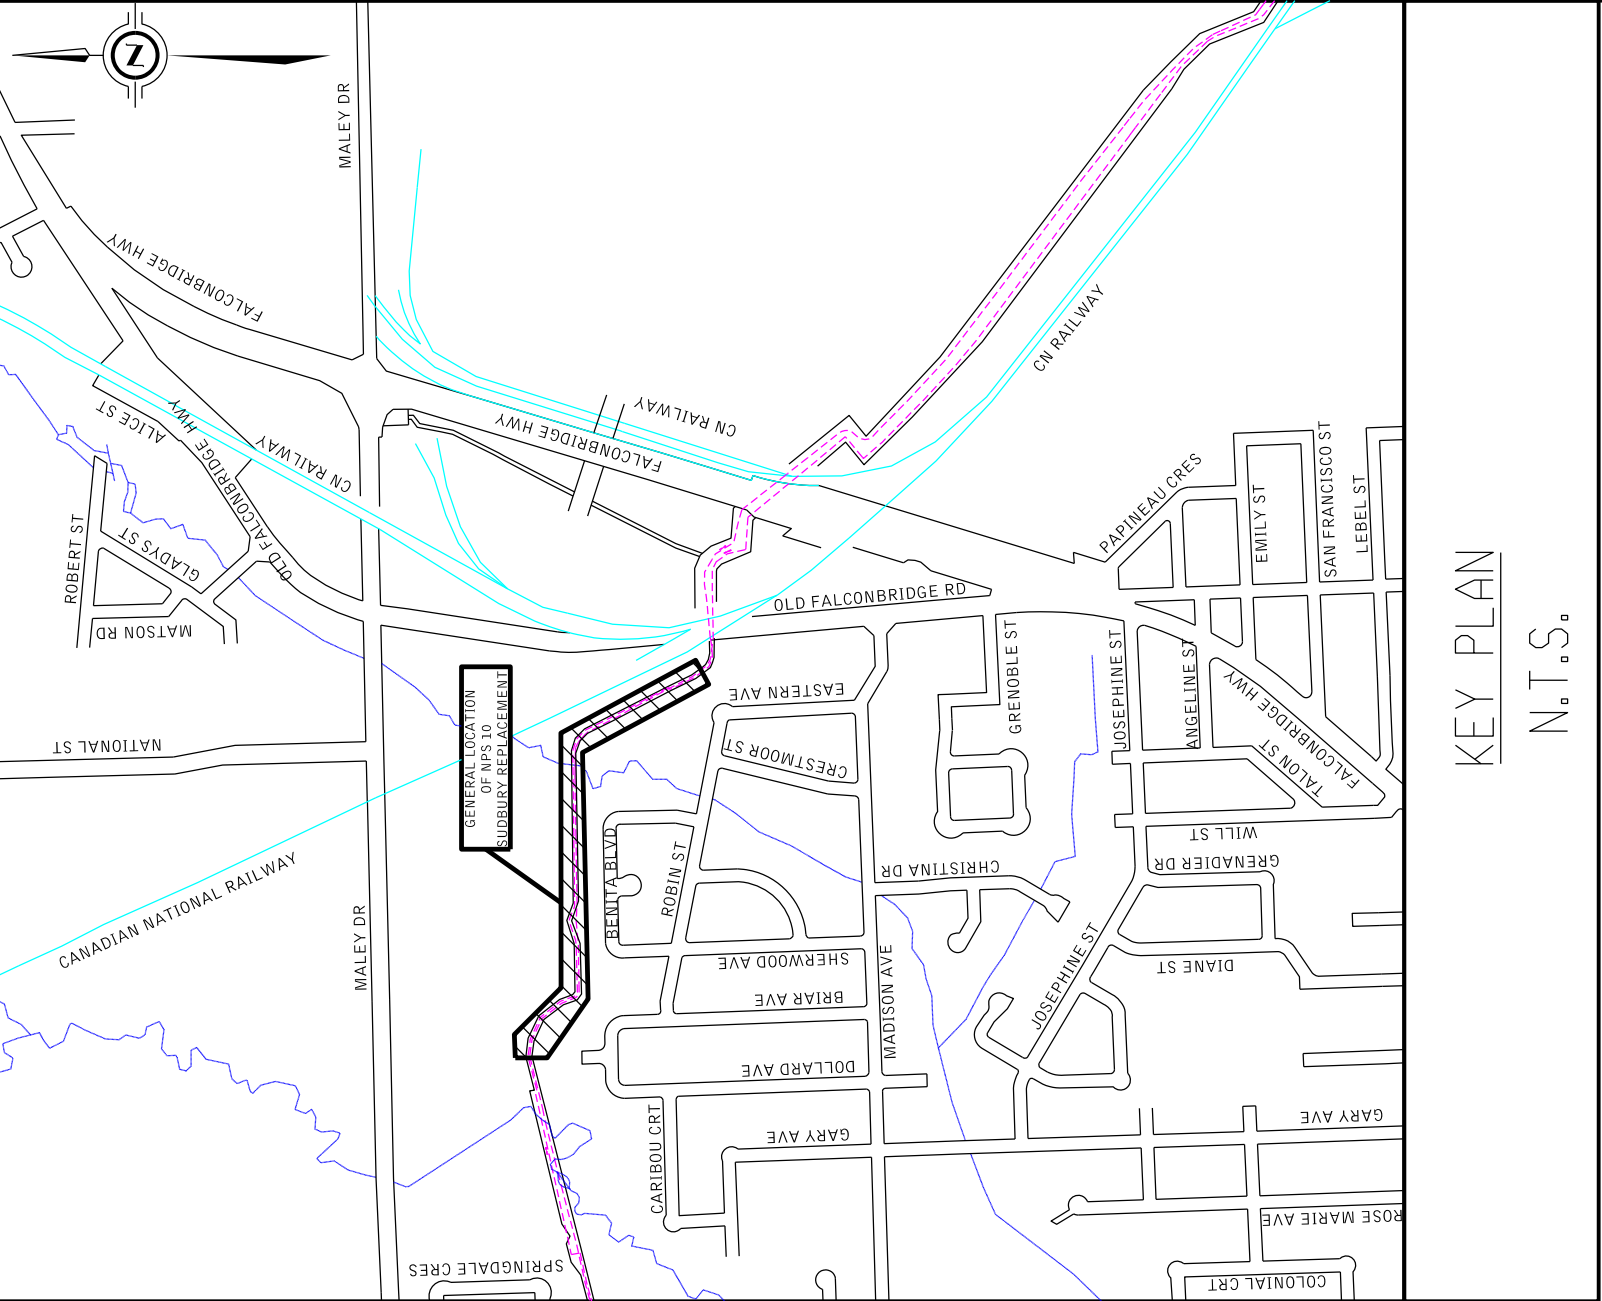 N
MALEY DR
FALCONBRIDGE HWY
CN RAILWAY
FALCONBRIDGE HWY
CN RAILWAY
ALICE ST
OLD FALCONBRIDGE HWY
CN RAILWAY
ROBERT ST
GLADYS ST
MATSON RD
PAPINEAU CRES
EMILY ST
SAN FRANCISCO ST
LEBEL ST
OLD FALCONBRIDGE RD
GRENOBLE ST
JOSEPHINE ST
ANGELINE ST
FALCONBRIDGE HWY
TALON ST
NATIONAL ST
GENERAL LOCATION
OF NPS 10
SUDBURY REPLACEMENT
EASTERN AVE
CRESTMOOR ST
WILL ST
GRENADIER DR
CHRISTINA DR
BENITA BLVD
ROBIN ST
CANADIAN NATIONAL RAILWAY
MALEY DR
SHERWOOD AVE
BRIAR AVE
MADISON AVE
JOSEPHINE ST
DIANE ST
DOLLARD AVE
CARIBOU CRT
GARY AVE
GARY AVE
ROSE MARIE AVE
SPRINGDALE CRES
COLONIAL CRT
KEY PLAN
N.T.S.